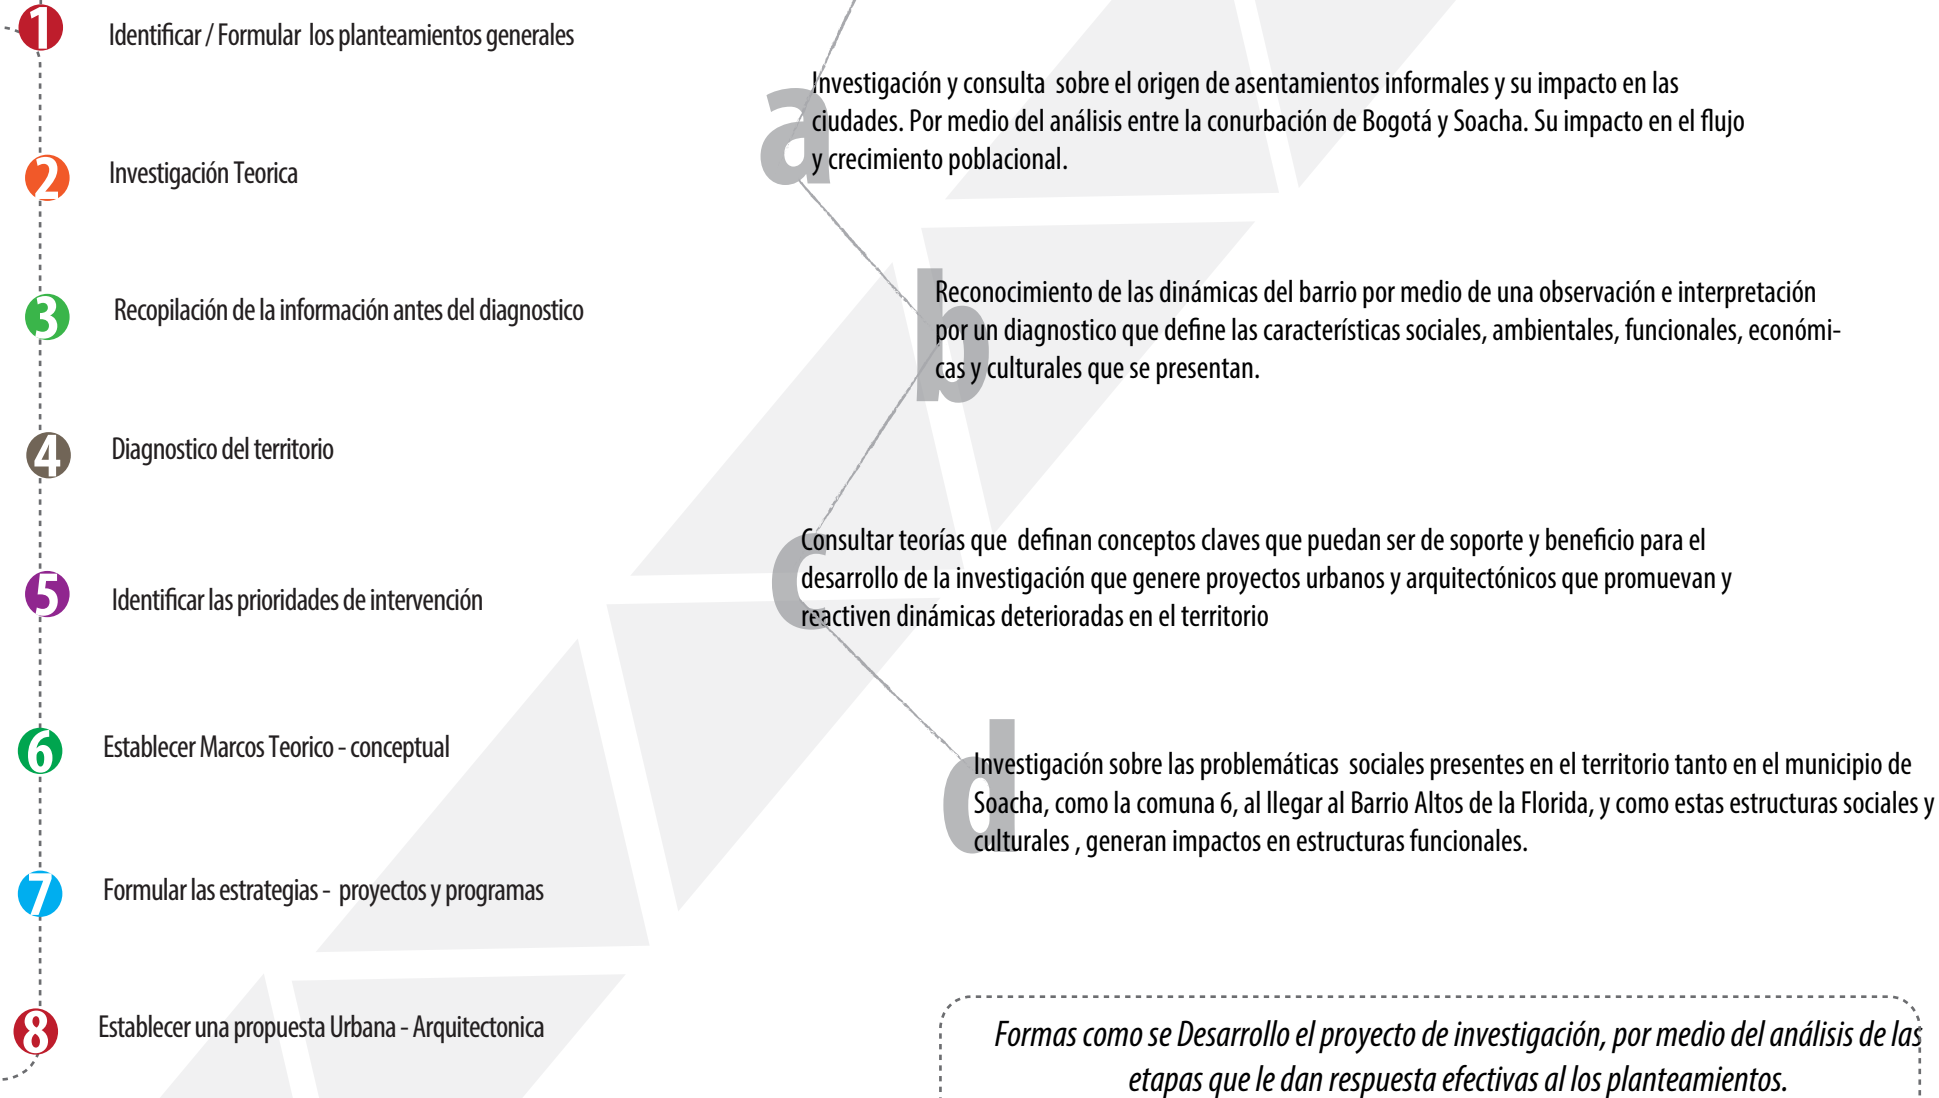 1 Identificar / Formular los planteamientos generales
2 Investigación Teorica
3 Recopilación de la información antes del diagnostico
4 Diagnostico del territorio
5 Identificar las prioridades de intervención
6 Establecer Marcos Teorico - conceptual
7 Formular las estrategias - proyectos y programas
8 Establecer una propuesta Urbana - Arquitectonica
a
Investigación y consulta sobre el origen de asentamientos informales y su impacto en las
ciudades. Por medio del análisis entre la conurbación de Bogotá y Soacha. Su impacto en el flujo
y crecimiento poblacional.
b
Reconocimiento de las dinámicas del barrio por medio de una observación e interpretación
por un diagnostico que define las característísticas sociales, ambientales, funcionales, económi-
cas y culturales que se presentan.
c
Consultar teorías que definan conceptos claves que puedan ser de soporte y beneficio para el
desarrollo de la investigación que genere proyectos urbanos y arquitectónicos que promuevan y
reactiven dinámicas deterioradas en el territorio
d
Investigación sobre las problemáticas sociales presentes en el territorio tanto en el municipio de
Soacha, como la comuna 6, al llegar al Barrio Altos de la Florida, y como estas estructuras sociales y
culturales , generan impactos en estructuras funcionales.
Formas como se Desarrollo el proyecto de investigación, por medio del análisis de las
etapas que le dan respuesta efectivas al los planteamientos.